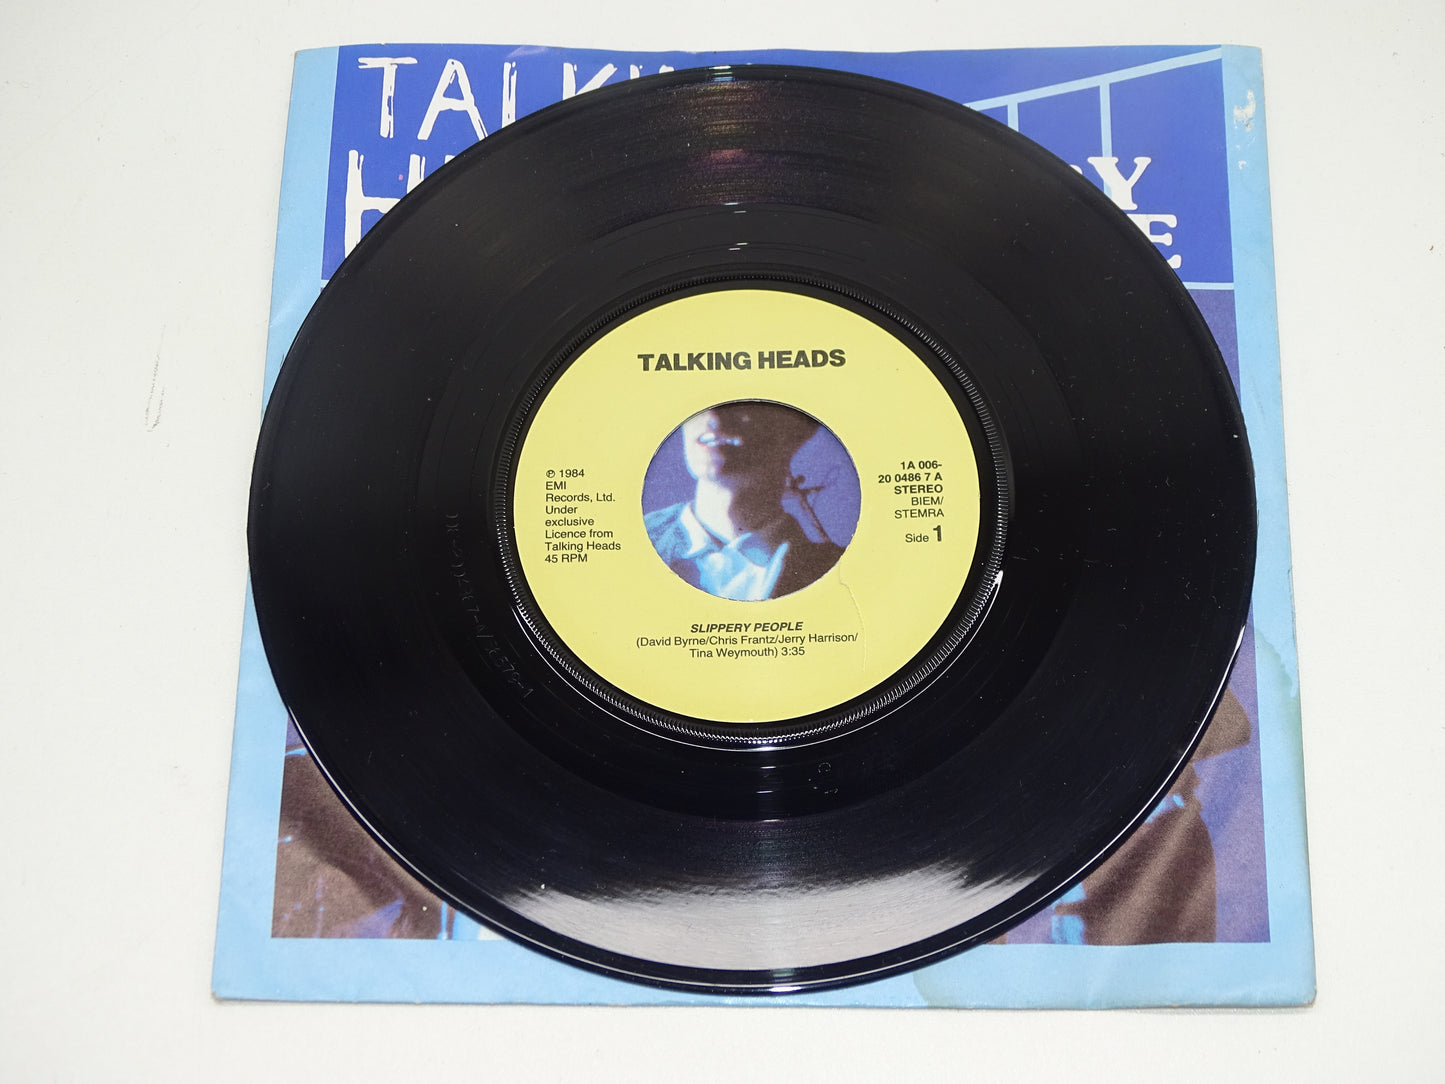 TALKING HEADS
℗ 1984
EMI
Records, Ltd.
Under
exclusive
Licence from
Talking Heads
45 RPM
1A 006-
20 0486 7 A
STEREO
BIEM/
STEMRA
Side 1
SLIPPERY PEOPLE
(David Byrne/Chris Frantz/Jerry Harrison/
Tina Weymouth) 3:35